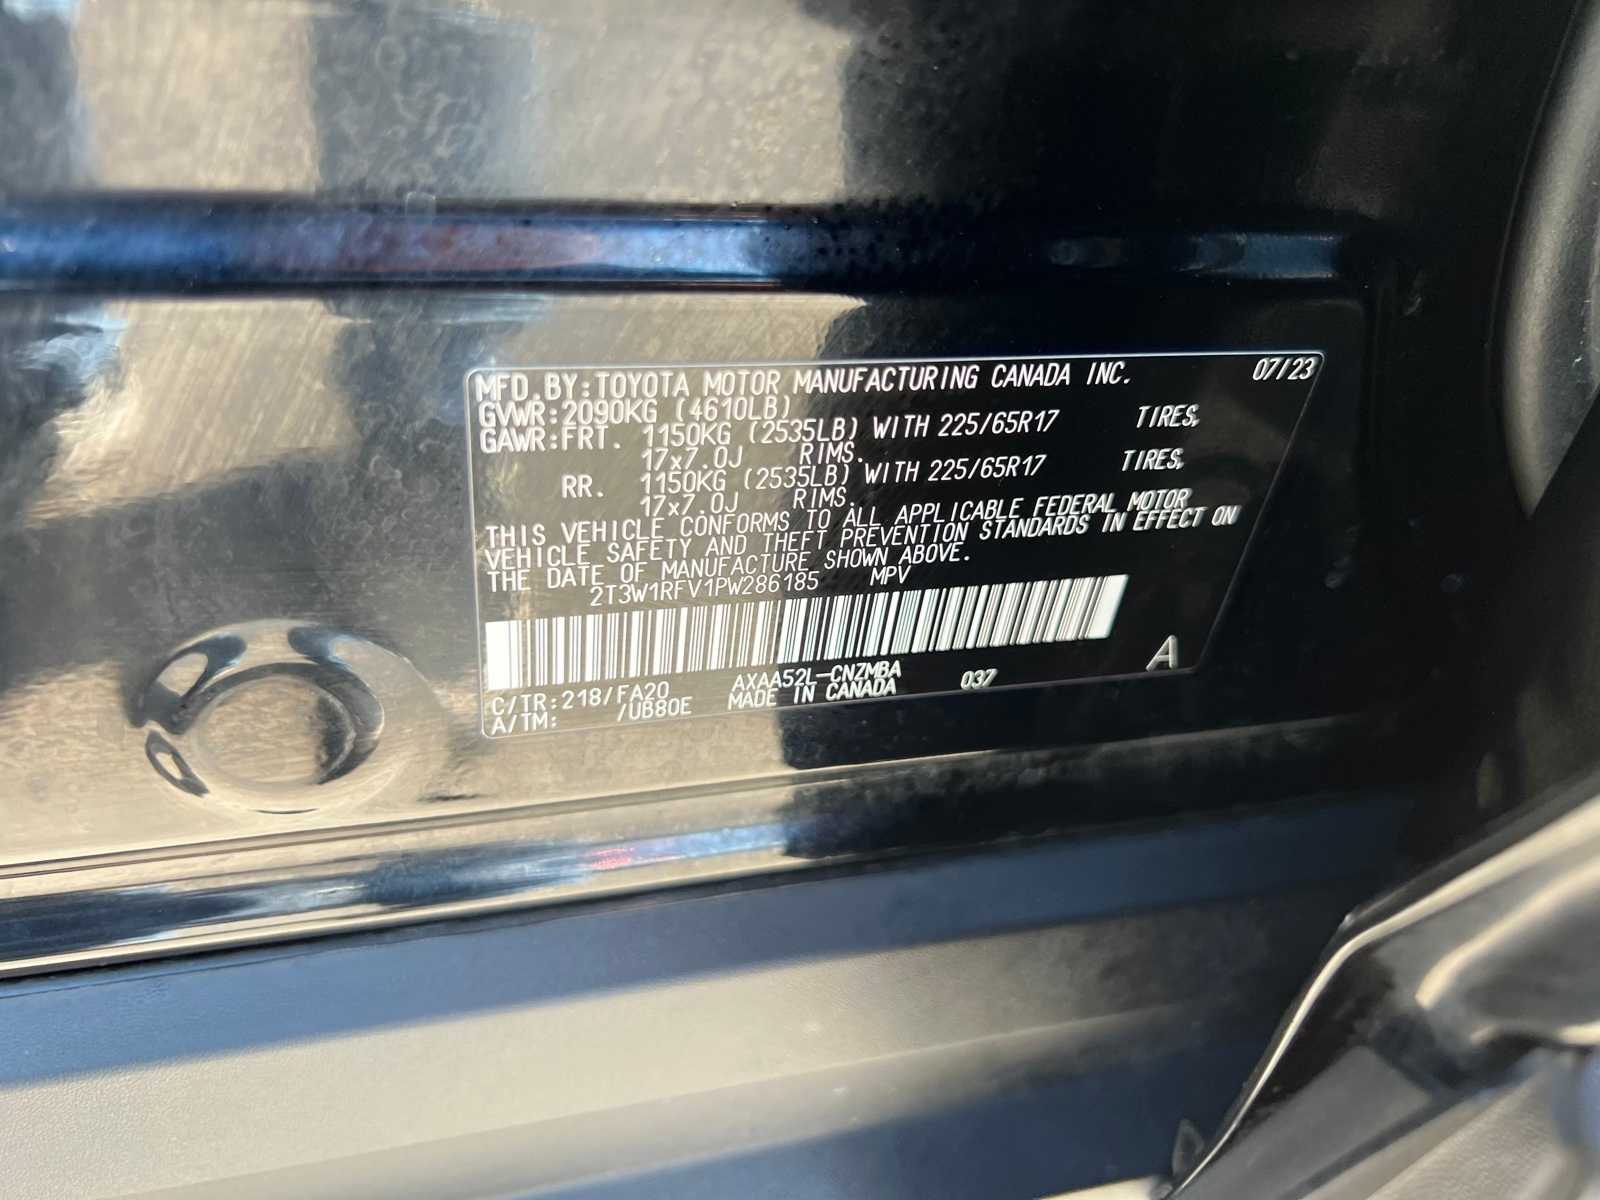 MFD.BY:TOYOTA MOTOR MANUFACTURING CANADA INC. 07/23
GVWR:2090KG (4610LB)
GAWR:FRT. 1150KG (2535LB) WITH 225/65R17 TIRES,
17x7.0J RIMS.
RR. 1150KG (2535LB) WITH 225/65R17 TIRES,
17x7.0J RIMS.
THIS VEHICLE CONFORMS TO ALL APPLICABLE FEDERAL MOTOR
VEHICLE SAFETY AND THEFT PREVENTION STANDARDS IN EFFECT ON
THE DATE OF MANUFACTURE SHOWN ABOVE.
2T3W1RFV1PW286185 MPV
C/TR:218/FA20 AXAA52L-CNZMBA 037 A
A/TM: /UB80E MADE IN CANADA